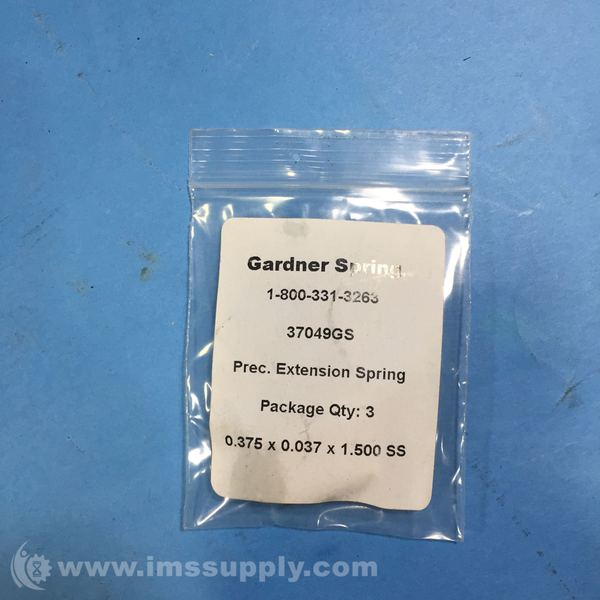 Gardner Spring
1-800-331-3263
37049GS
Prec. Extension Spring
Package Qty: 3
0.375 x 0.037 x 1.500 SS
www.imssupply.com